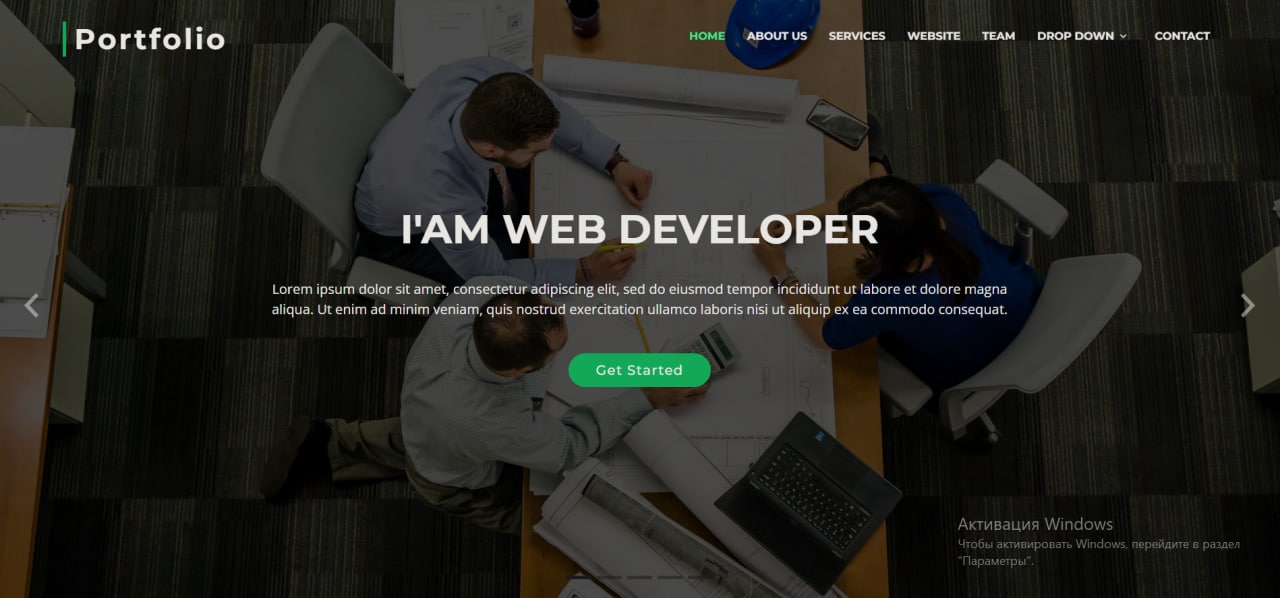 Portfolio
HOME ABOUT US SERVICES WEBSITE TEAM DROP DOWN CONTACT
I'AM WEB DEVELOPER
Lorem ipsum dolor sit amet, consectetur adipiscing elit, sed do eiusmod tempor incididunt ut labore et dolore magna
aliqua. Ut enim ad minim veniam, quis nostrud exercitation ullamco laboris nisi ut aliquip ex ea commodo consequat.
Get Started
Активация Windows
Чтобы активировать Windows, перейдите в раздел
"Параметры".